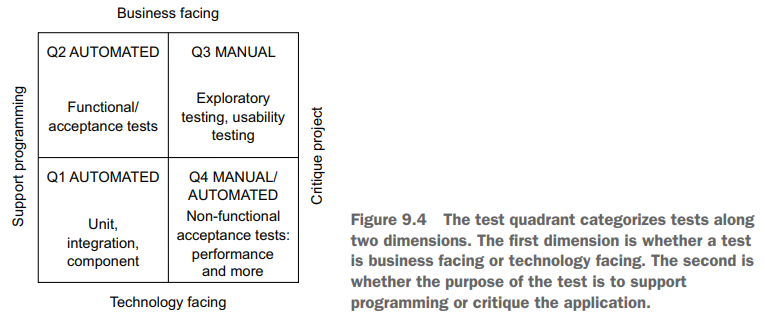 Business facing
Q2 AUTOMATED
Q3 MANUAL
Functional/
acceptance tests
Exploratory
testing, usability
testing
Support programming
Critique project
Q1 AUTOMATED
Q4 MANUAL/
AUTOMATED
Unit,
integration,
component
Non-functional
acceptance tests:
performance
and more
Technology facing
Figure 9.4 The test quadrant categorizes tests along
two dimensions. The first dimension is whether a test
is business facing or technology facing. The second is
whether the purpose of the test is to support
programming or critique the application.